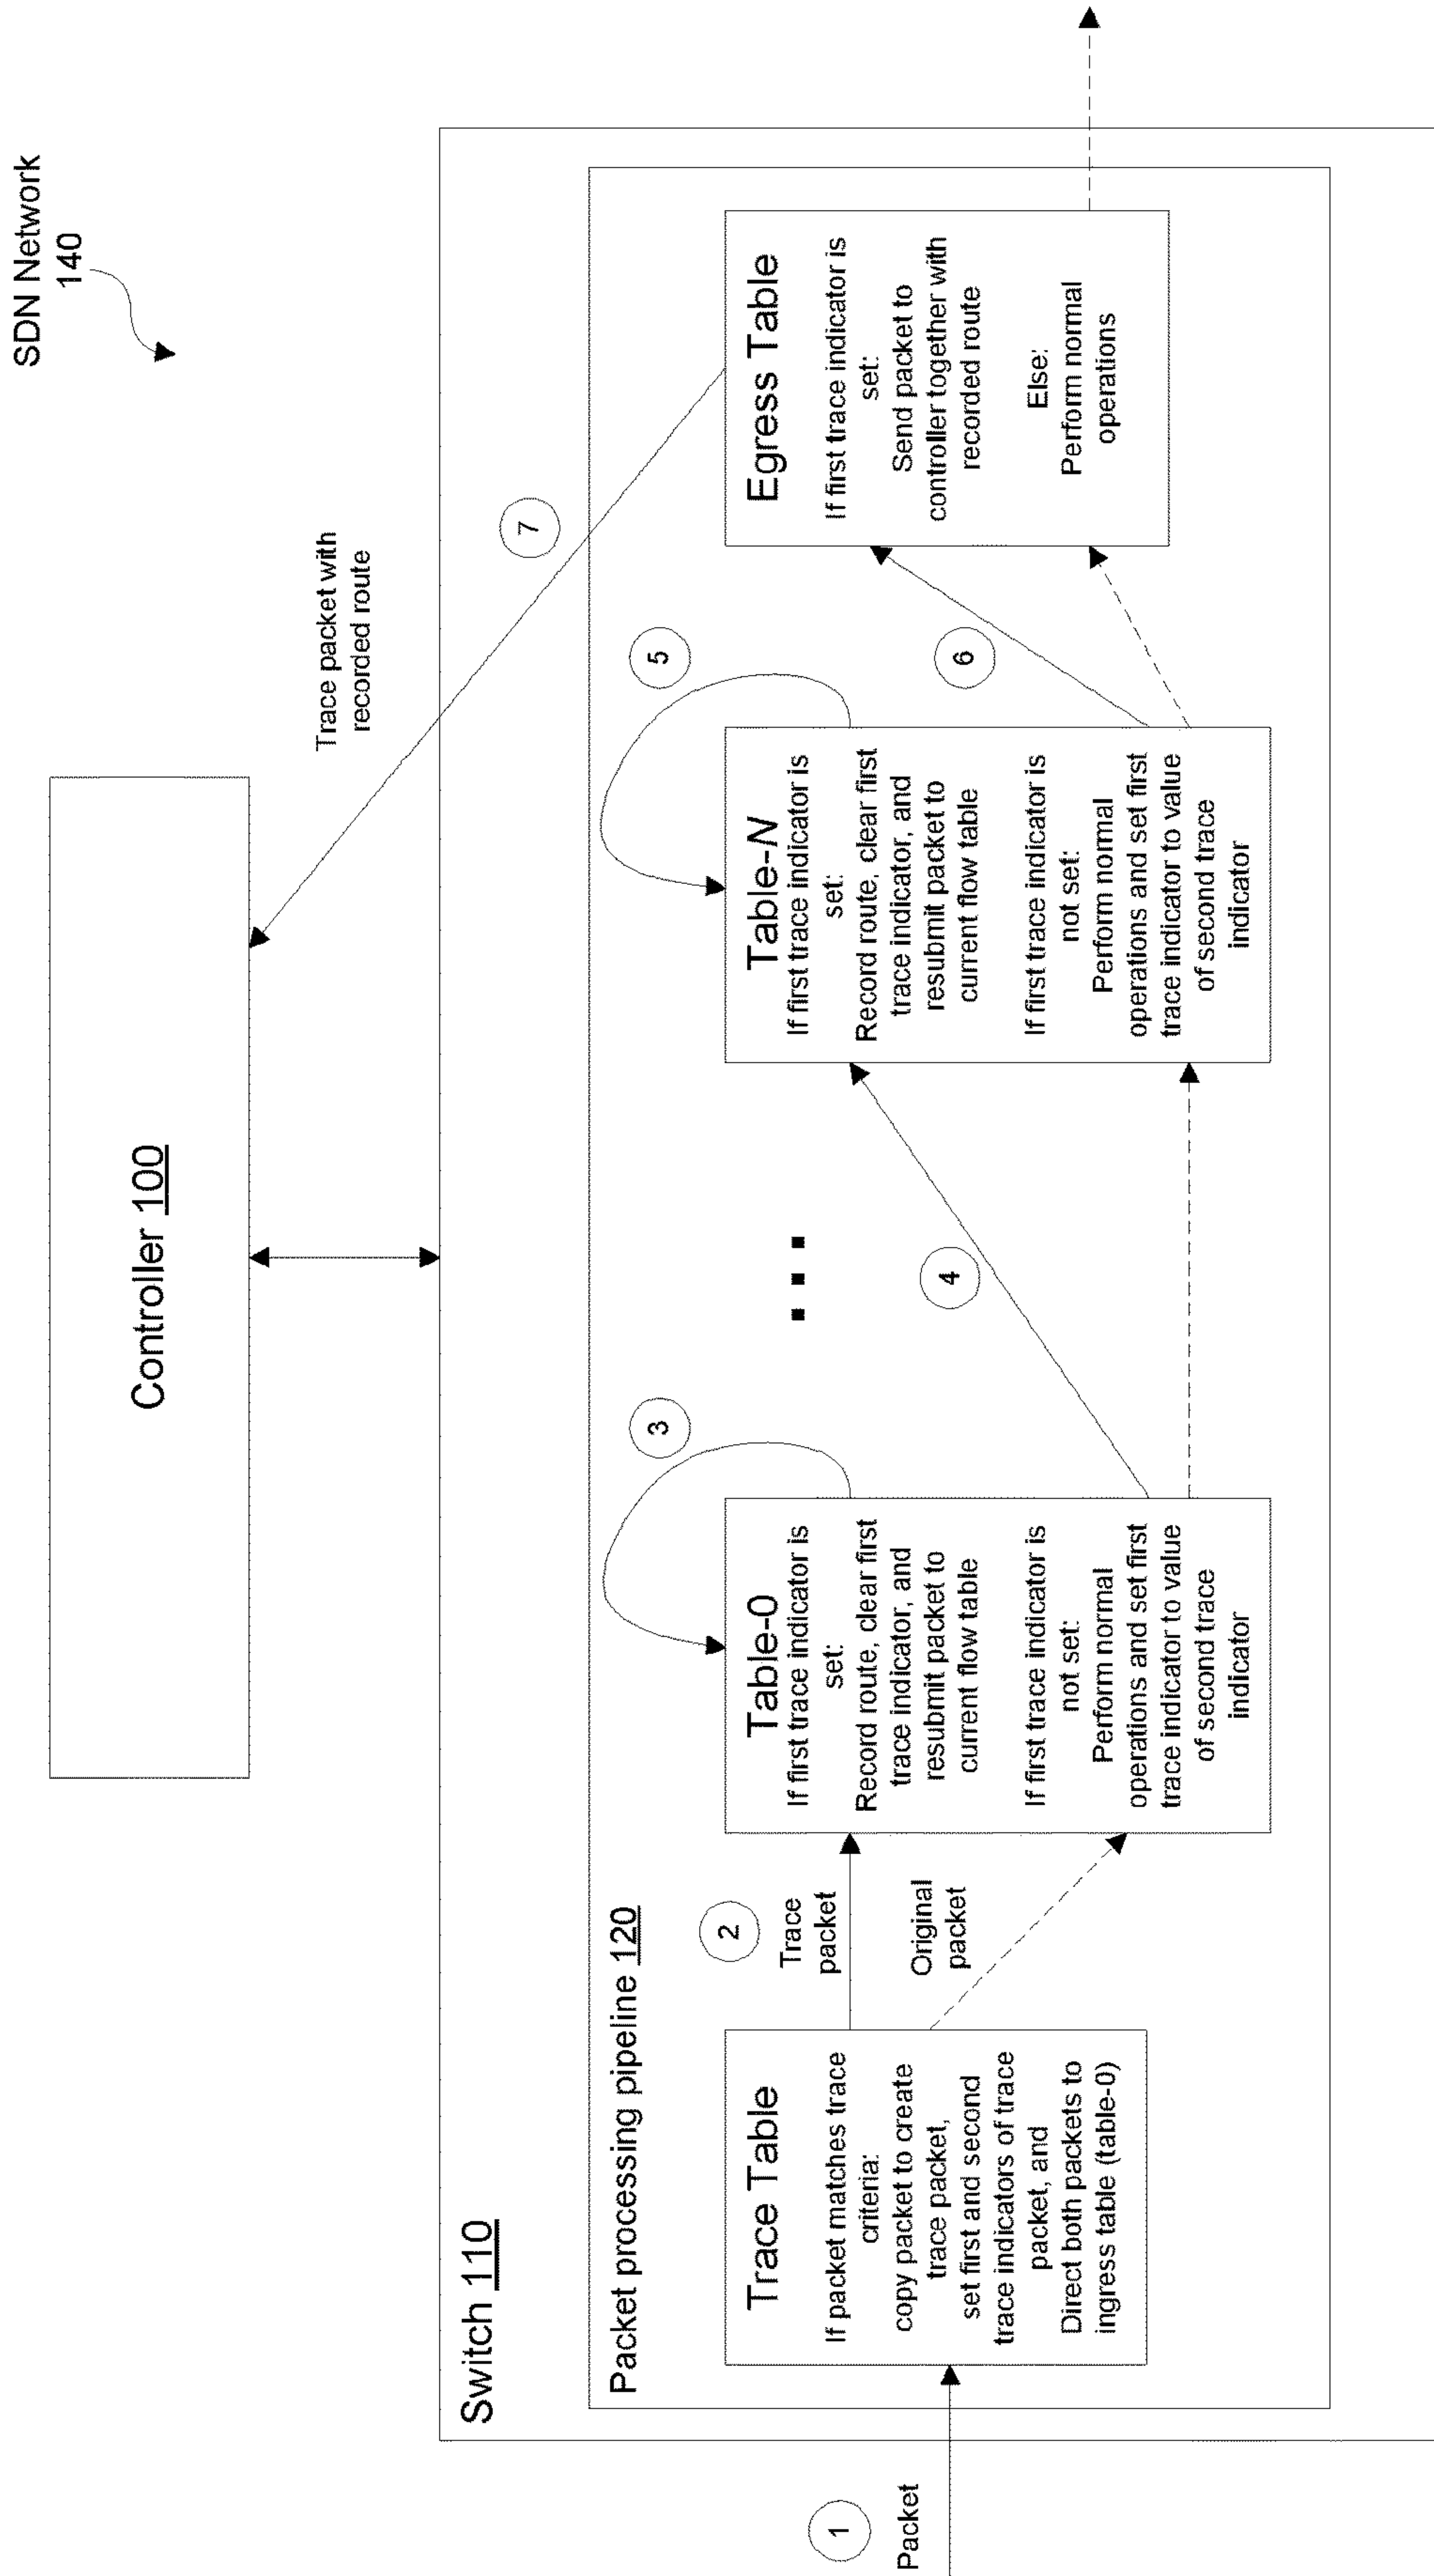 SDN Network
140
Controller 100
Trace packet with
recorded route
Switch 110
Packet processing pipeline 120
1
Packet
Trace Table
If packet matches trace
criteria:
copy packet to create
trace packet,
set first and second
trace indicators of trace
packet, and
Direct both packets to
ingress table (table-0)
2
Trace
packet
Original
packet
3
Table-0
If first trace indicator is
set:
Record route, clear first
trace indicator, and
resubmit packet to
current flow table
If first trace indicator is
not set:
Perform normal
operations and set first
trace indicator to value
of second trace
indicator
4
5
Table-N
If first trace indicator is
set:
Record route, clear first
trace indicator, and
resubmit packet to
current flow table
If first trace indicator is
not set:
Perform normal
operations and set first
trace indicator to value
of second trace
indicator
6
7
Egress Table
If first trace indicator is
set:
Send packet to
controller together with
recorded route
Else:
Perform normal
operations